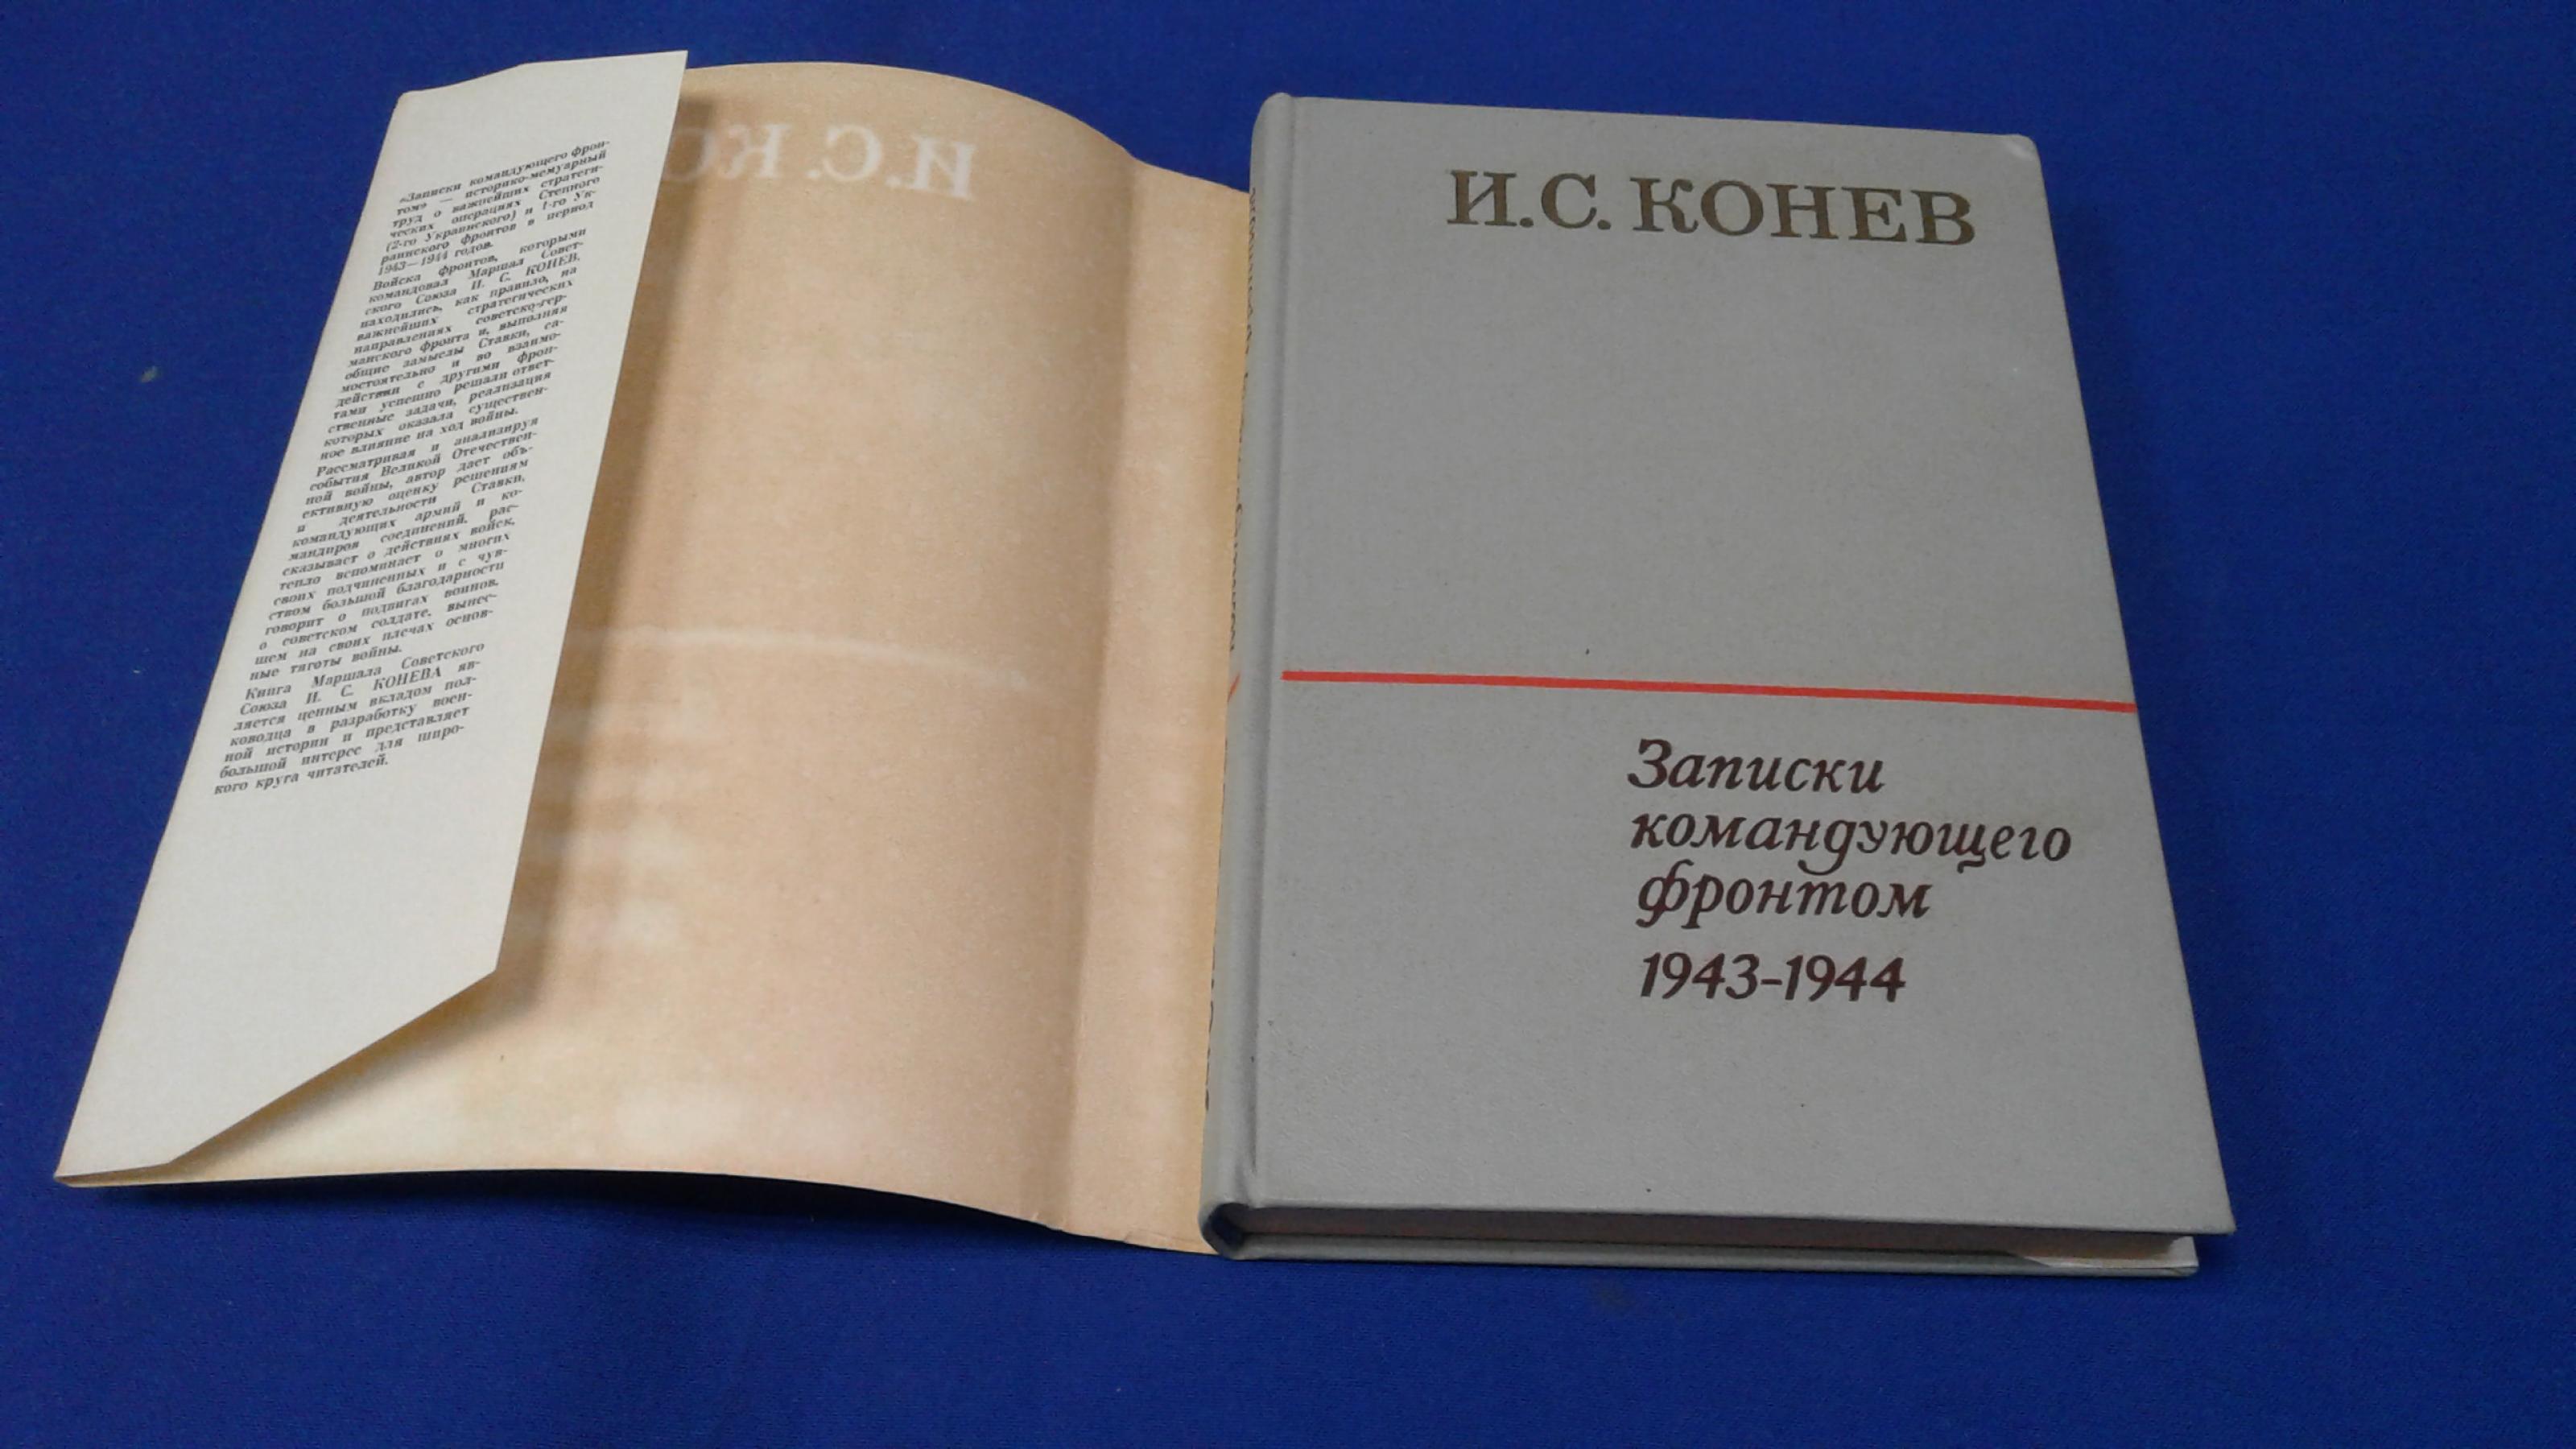 «Записки командующего фрон-
том» — историко-мемуарный
труд о важнейших стратеги-
ческих операциях Степного
(2-го Украинского) и 1-го Ук-
раинского фронтов в период
1943—1944 годов.
Войска фронтов, которыми
командовал Маршал Совет-
ского Союза И. С. КОНЕВ,
находились, как правило, на
важнейших стратегических
направлениях советско-гер-
манского фронта и, выполняя
общие замыслы Ставки, са-
мостоятельно и во взаимо-
действии с другими фрон-
тами успешно решали ответ-
ственные задачи, реализация
которых оказала существен-
ное влияние на ход войны.
Рассматривая и анализируя
события Великой Отечествен-
ной войны, автор дает объ-
ективную оценку решениям
и деятельности Ставки,
командующих армий и ко-
мандиров соединений, рас-
сказывает о действиях войск,
тепло вспоминает о многих
своих подчиненных и с чув-
ством большой благодарности
говорит о подвигах воинов,
о советском солдате, вынес-
шем на своих плечах основ-
ные тяготы войны.
Книга Маршала Советского
Союза И. С. КОНЕВА яв-
ляется ценным вкладом пол-
ководца в разработку воен-
ной истории и представляет
большой интерес для широ-
кого круга читателей.
И.С. КО
И.С. КОНЕВ
Записки
командующего
фронтом
1943-1944